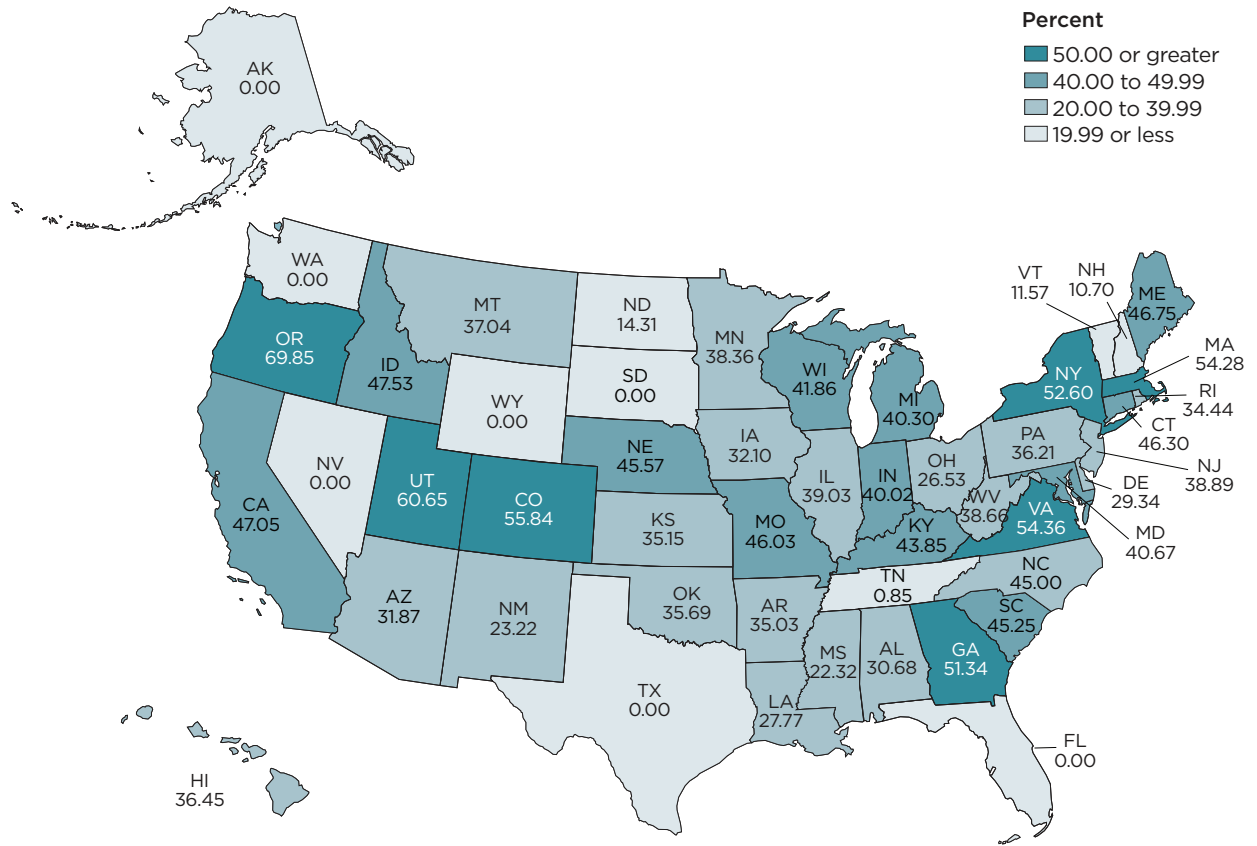 Percent
50.00 or greater
40.00 to 49.99
20.00 to 39.99
19.99 or less
AK
0.00
WA
0.00
OR
69.85
CA
47.05
ID
47.53
NV
0.00
MT
37.04
WY
0.00
UT
60.65
CO
55.84
AZ
31.87
NM
23.22
ND
14.31
SD
0.00
NE
45.57
KS
35.15
OK
35.69
TX
0.00
MN
38.36
IA
32.10
MO
46.03
AR
35.03
LA
27.77
WI
41.86
IL
39.03
MI
40.30
IN
40.02
OH
26.53
KY
43.85
TN
0.85
MS
22.32
AL
30.68
GA
51.34
FL
0.00
SC
45.25
NC
45.00
VA
54.36
WV
38.66
PA
36.21
NY
52.60
VT
11.57
NH
10.70
ME
46.75
MA
54.28
RI
34.44
CT
46.30
NJ
38.89
DE
29.34
MD
40.67
HI
36.45